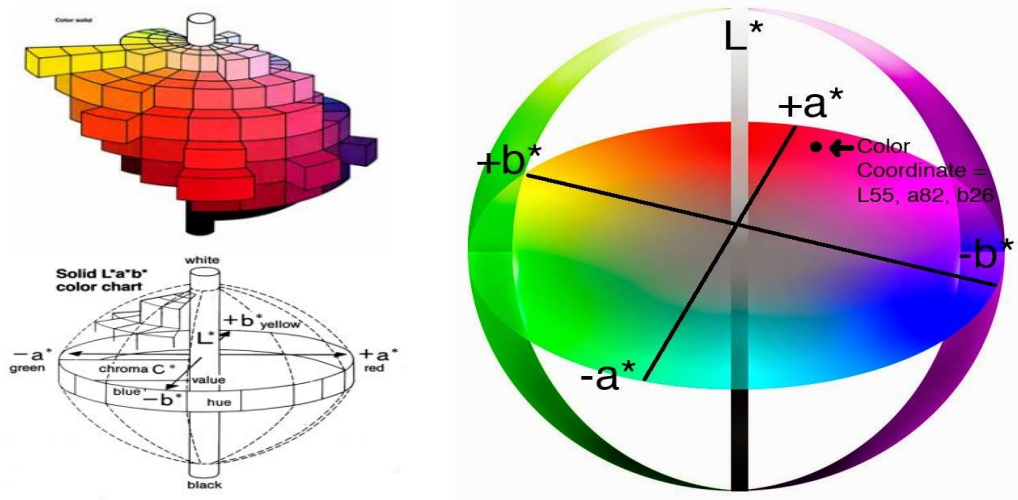 Color solid
Solid L*a*b*
color chart
white
+b* yellow
L*
-a*
green
chroma C*
+a*
red
value
blue
-b*
hue
black
L*
+a*
+b*
Color
Coordinate =
L55, a82, b26
-b*
-a*